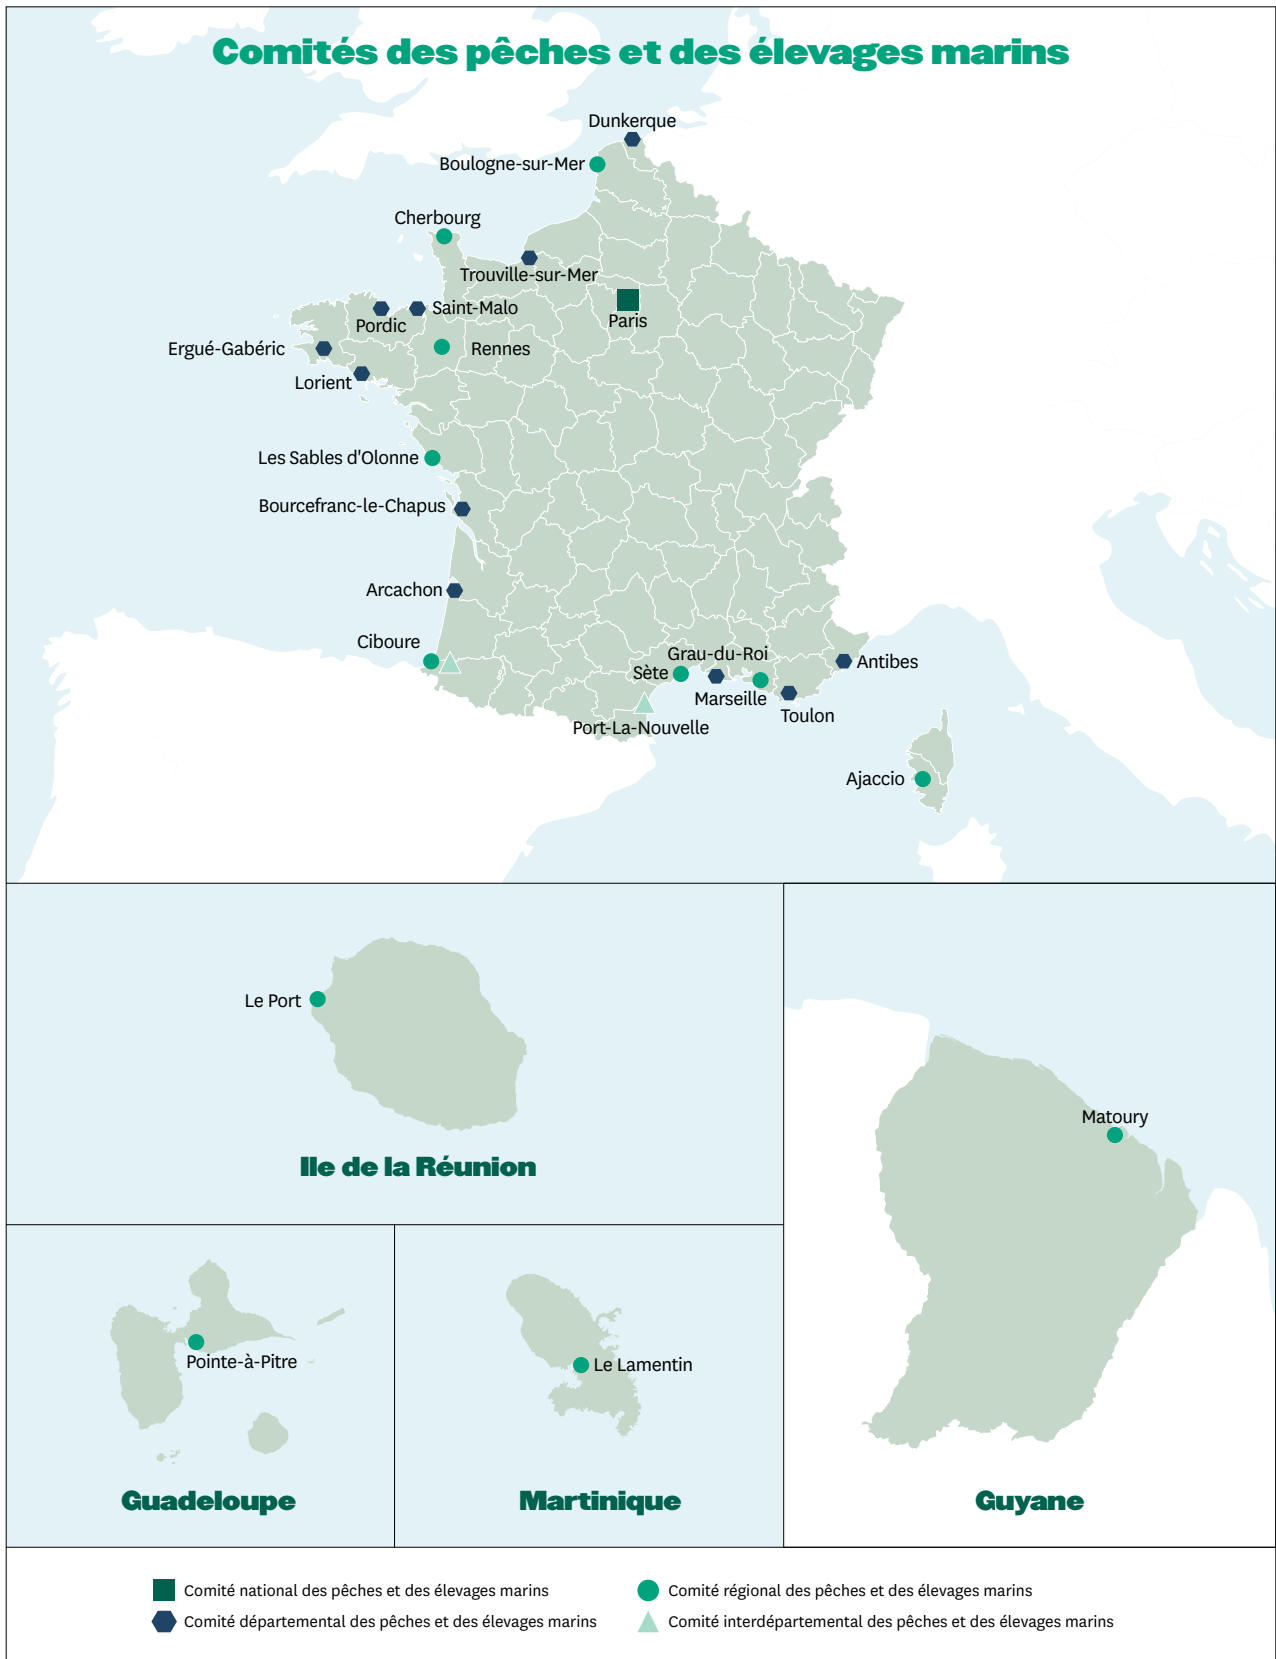 Comités des pêches et des élevages marins
Dunkerque
Boulogne-sur-Mer
Cherbourg
Trouville-sur-Mer
Saint-Malo
Pordic
Paris
Ergué-Gabéric
Rennes
Lorient
Les Sables d'Olonne
Bourcefranc-le-Chapus
Arcachon
Ciboure
Grau-du-Roi
Sète
Antibes
Marseille
Toulon
Port-La-Nouvelle
Ajaccio
Le Port
Ile de la Réunion
Matoury
Pointe-à-Pitre
Le Lamentin
Guadeloupe
Martinique
Guyane
Comité national des pêches et des élevages marins
Comité régional des pêches et des élevages marins
Comité départemental des pêches et des élevages marins
Comité interdépartemental des pêches et des élevages marins